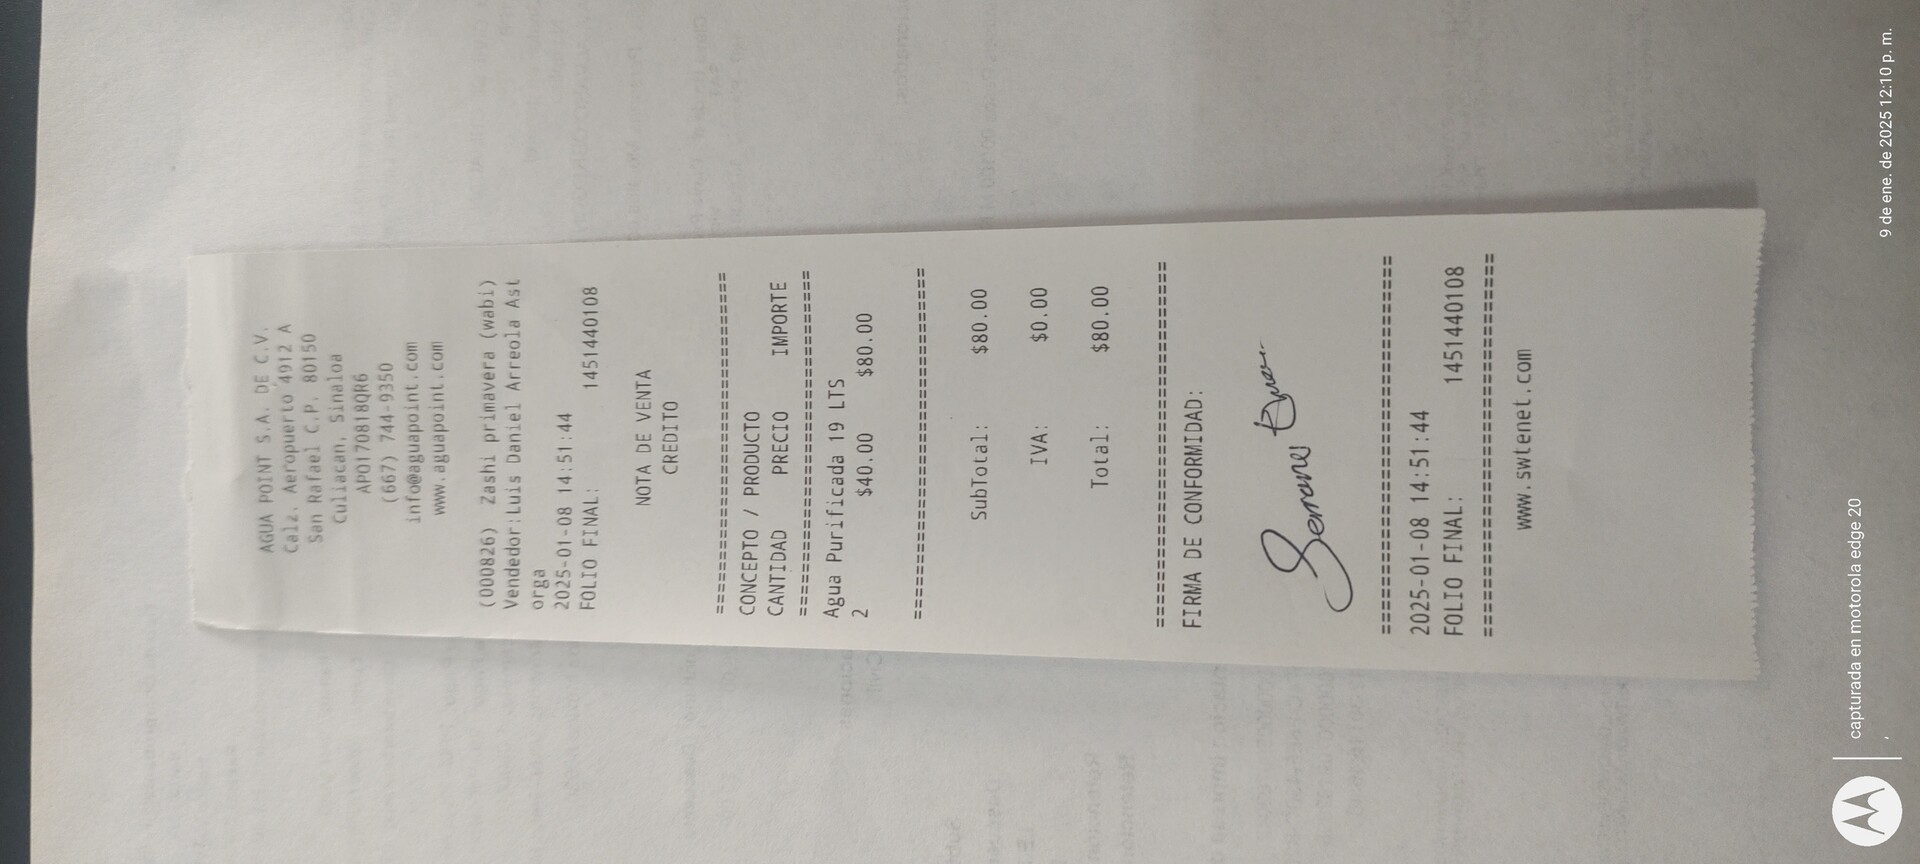 AGUA POINT S.A. DE C.V.
Calz. Aeropuerto 4912 A
San Rafael C.P. 80150
Culiacan, Sinaloa
APO170818QR6
(667) 744-9350
info@aguapoint.com
www.aguapoint.com
(000826) Zashi primavera (wabi)
Vendedor:Luis Daniel Arreola Ast
orga
2025-01-08 14:51:44
FOLIO FINAL: 1451440108
NOTA DE VENTA
CREDITO
================================
CONCEPTO / PRODUCTO
CANTIDAD PRECIO IMPORTE
================================
Agua Purificada 19 LTS
2 $40.00 $80.00
================================
SubTotal: $80.00
IVA: $0.00
Total: $80.00
================================
FIRMA DE CONFORMIDAD:
================================
2025-01-08 14:51:44
FOLIO FINAL: 1451440108
================================
www.swtenet.com
capturada en motorola edge 20
9 de ene. de 2025 12:10 p. m.